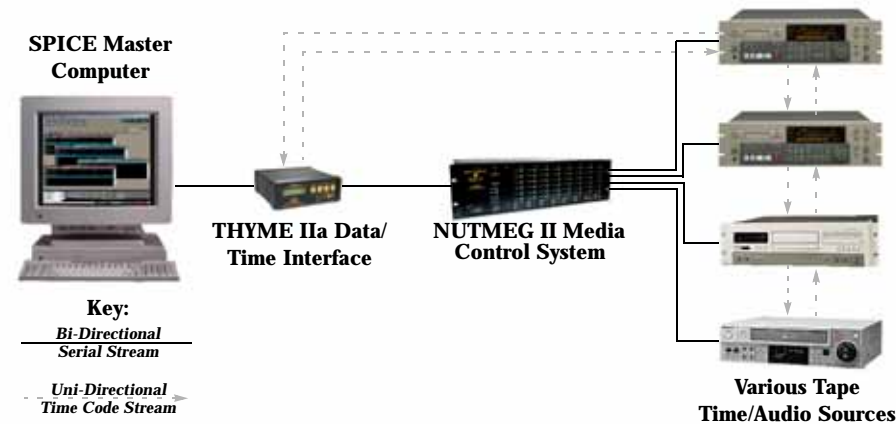 SPICE Master
Computer
THYME IIa Data/
Time Interface
NUTMEG II Media
Control System
Key:
Bi-Directional
Serial Stream
Uni-Directional
Time Code Stream
Various Tape
Time/Audio Sources